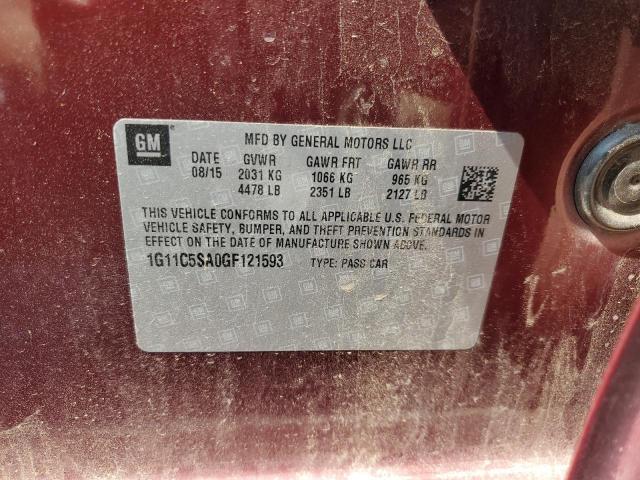 GM
MFD BY GENERAL MOTORS LLC
DATE GVWR GAWR FRT GAWR RR
08/15 2031 KG 1066 KG 965 KG
4478 LB 2351 LB 2127 LB
THIS VEHICLE CONFORMS TO ALL APPLICABLE U.S. FEDERAL MOTOR
VEHICLE SAFETY, BUMPER, AND THEFT PREVENTION STANDARDS
IN EFFECT ON THE DATE OF MANUFACTURE SHOWN ABOVE.
1G11C5SA0GF121593 TYPE: PASS CAR